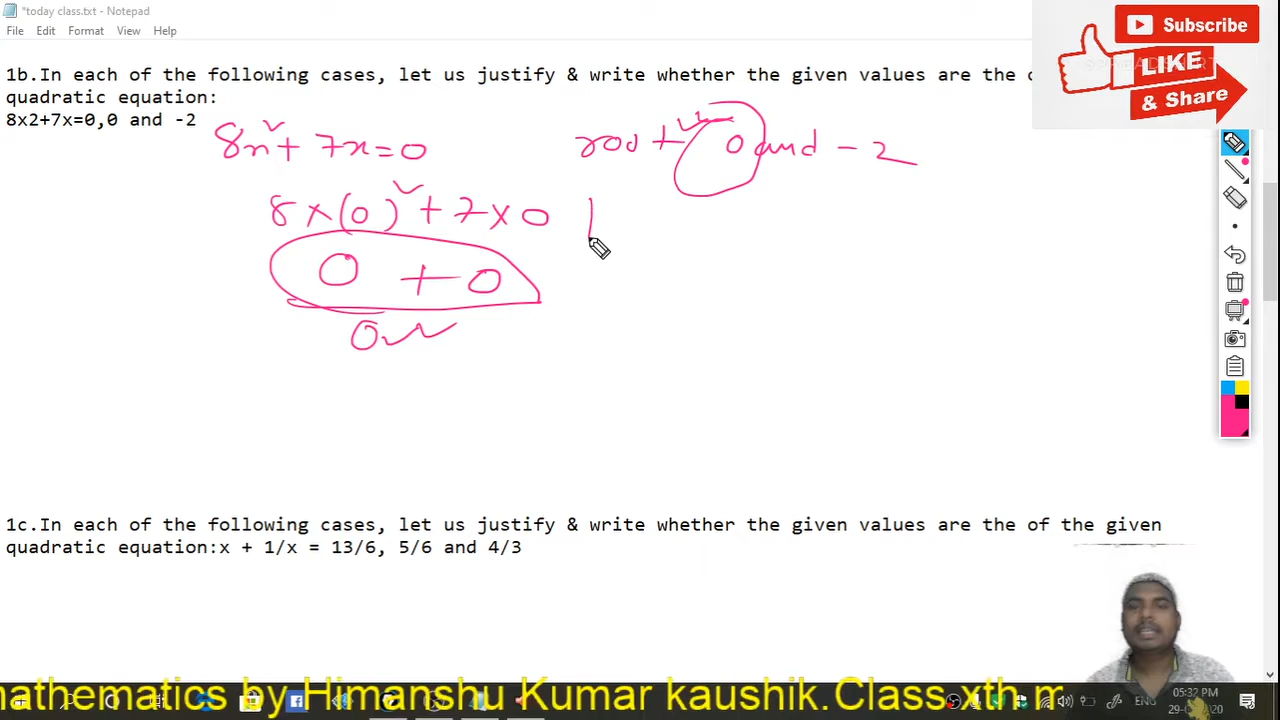 *today class.txt - Notepad
File Edit Format View Help
Subscribe
LIKE
& Share
1b.In each of the following cases, let us justify & write whether the given values are the o
quadratic equation:
8x2+7x=0,0 and -2
8x² + 7x = 0 root 0 and - 2
8 x (0)² + 7 x 0
0 + 0
0
1c.In each of the following cases, let us justify & write whether the given values are the of the given
quadratic equation:x + 1/x = 13/6, 5/6 and 4/3
mathematics by Himanshu Kumar kaushik.Class xth m
ENG
05:32 PM